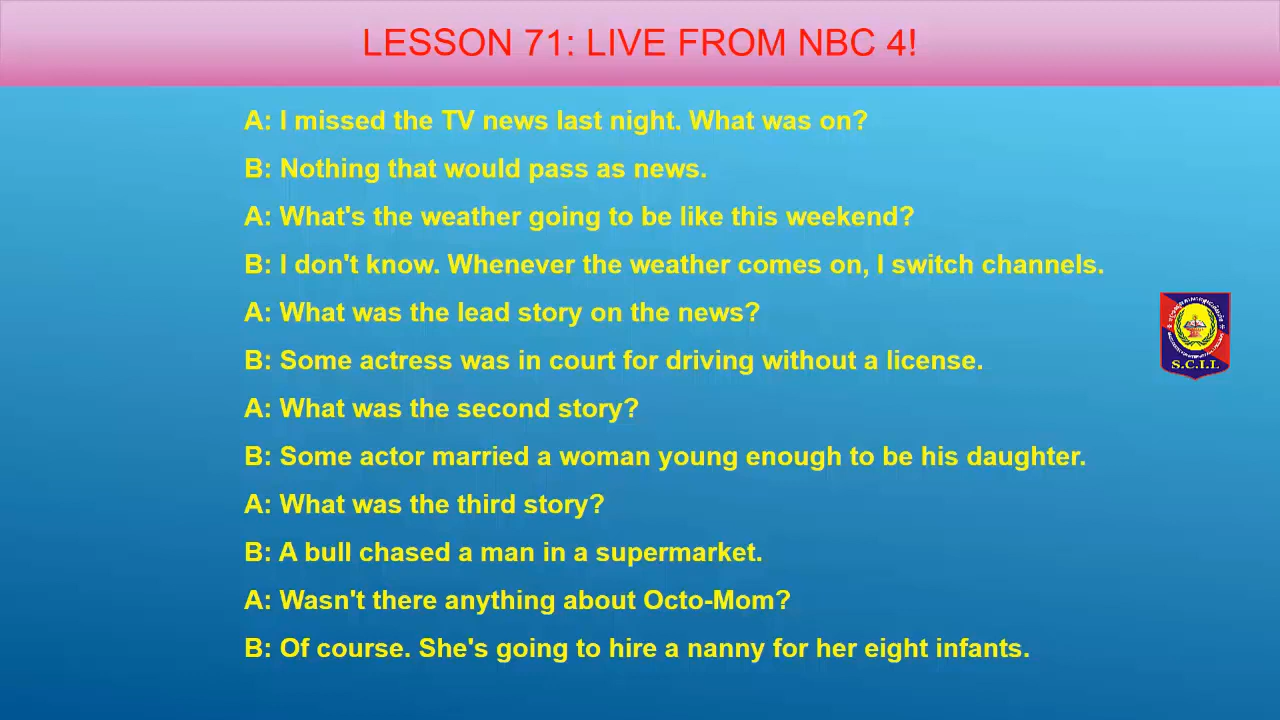 LESSON 71: LIVE FROM NBC 4!
A: I missed the TV news last night. What was on?
B: Nothing that would pass as news.
A: What's the weather going to be like this weekend?
B: I don't know. Whenever the weather comes on, I switch channels.
A: What was the lead story on the news?
B: Some actress was in court for driving without a license.
A: What was the second story?
B: Some actor married a woman young enough to be his daughter.
A: What was the third story?
B: A bull chased a man in a supermarket.
A: Wasn't there anything about Octo-Mom?
B: Of course. She's going to hire a nanny for her eight infants.
S.C.I.L